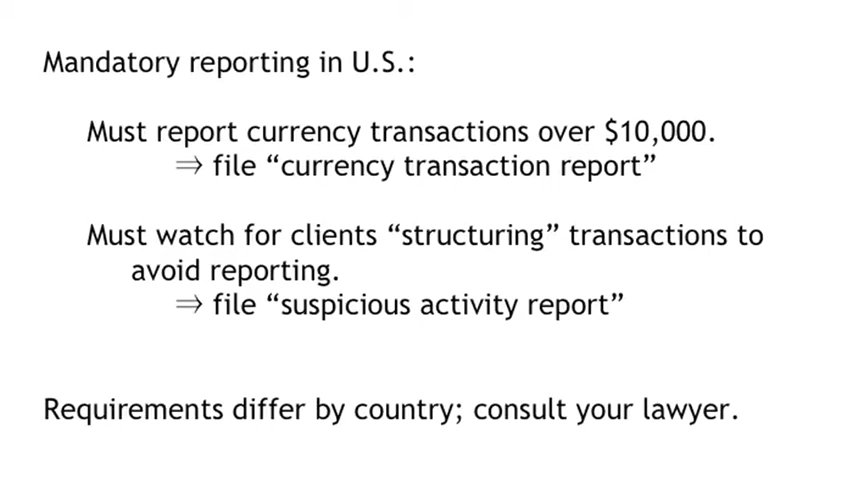 Mandatory reporting in U.S.:
Must report currency transactions over $10,000.
⇒ file “currency transaction report”
Must watch for clients “structuring” transactions to
avoid reporting.
⇒ file “suspicious activity report”
Requirements differ by country; consult your lawyer.